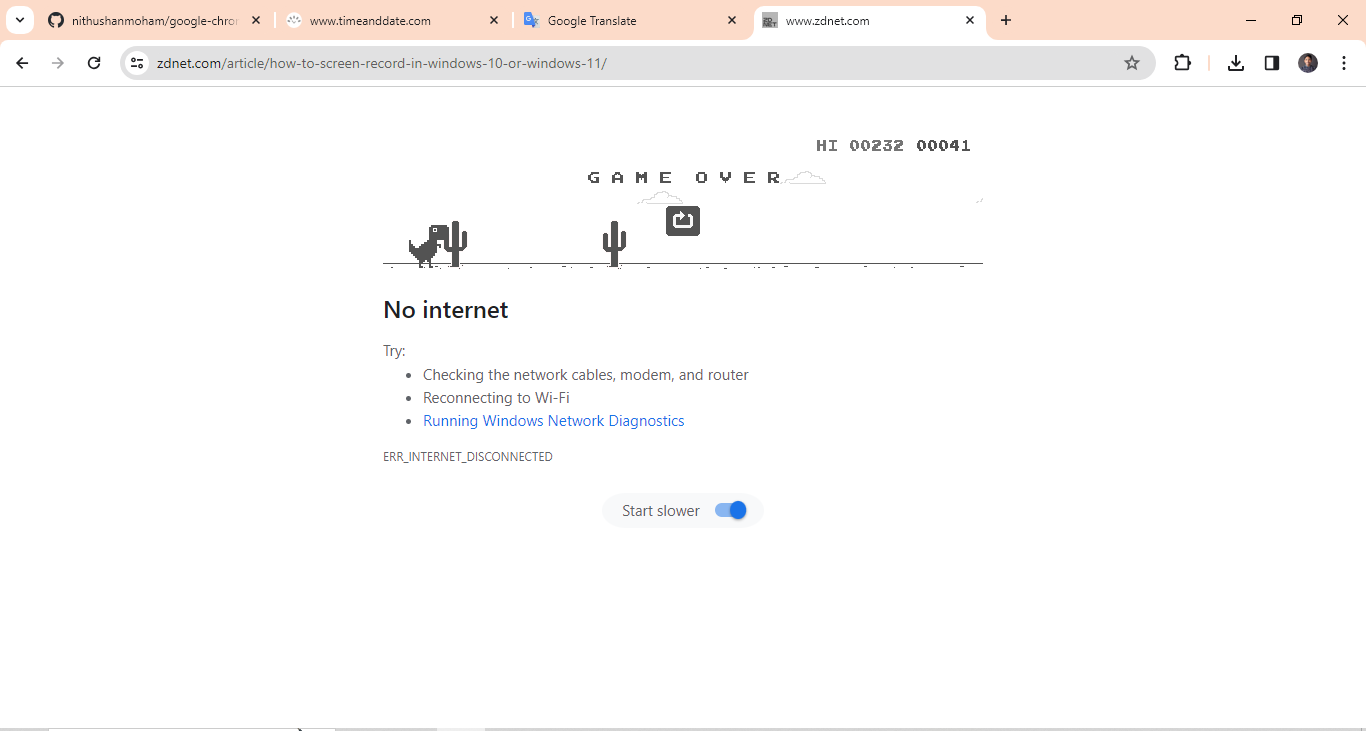 nithushanmoham/google-chro
www.timeanddate.com
Google Translate
www.zdnet.com
zdnet.com/article/how-to-screen-record-in-windows-10-or-windows-11/
HI 00232 00041
GAME OVER
No internet
Try:
• Checking the network cables, modem, and router
• Reconnecting to Wi-Fi
• Running Windows Network Diagnostics
ERR_INTERNET_DISCONNECTED
Start slower